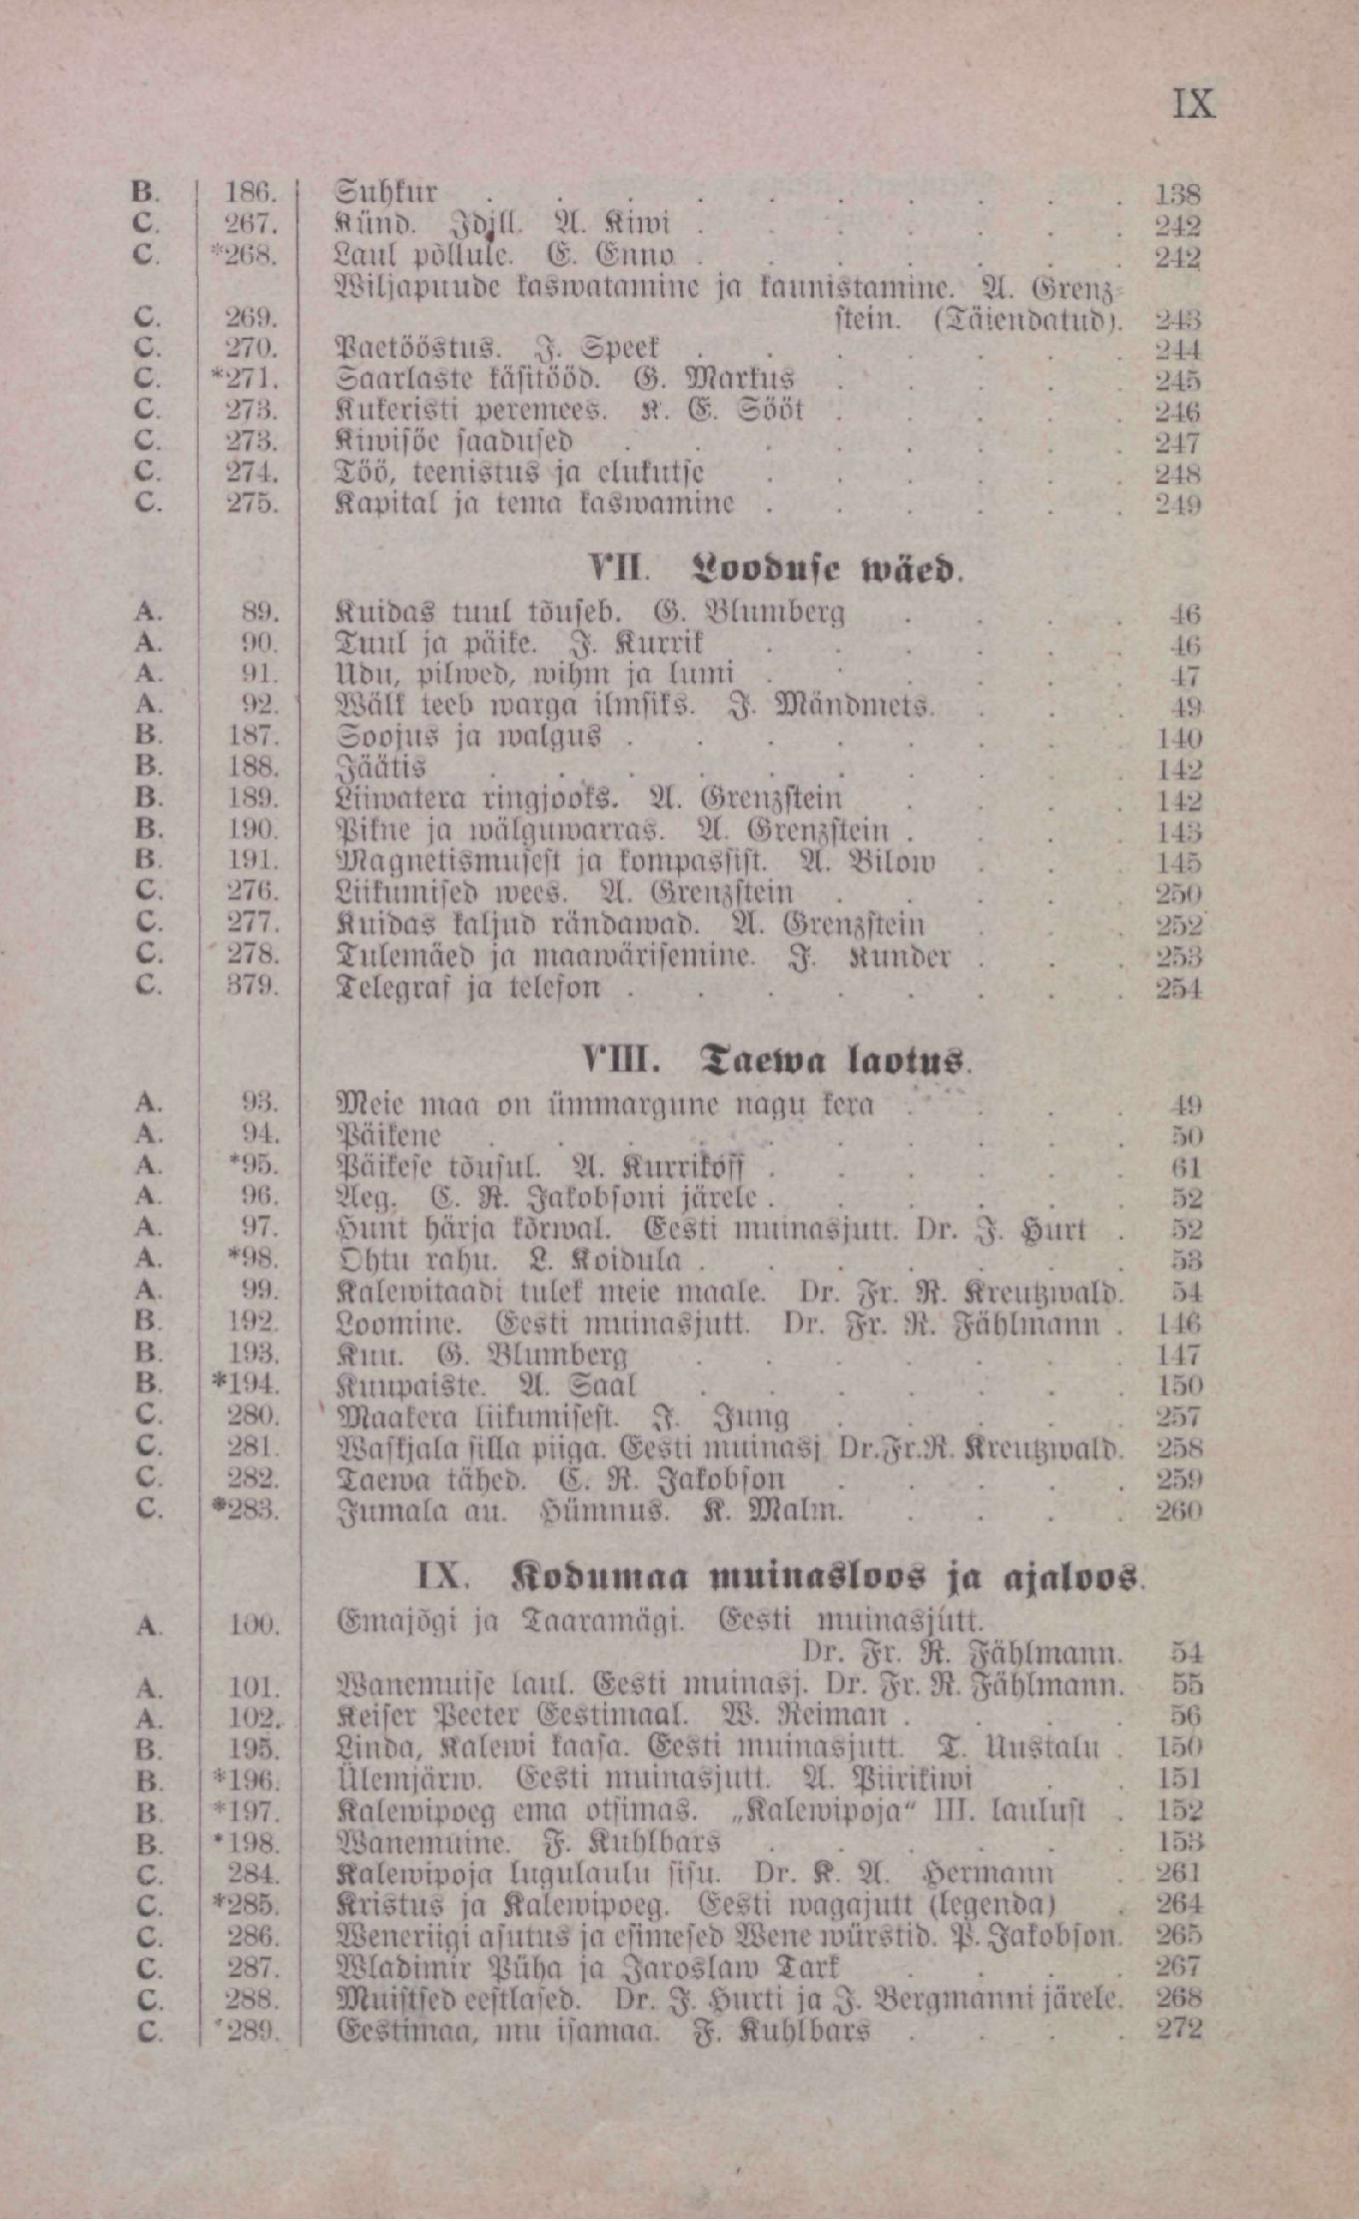 IX
B. 186. Suhkur . . . . . . . . . . 138
C. 267. Künd. Idill. A. Kiwi . . . . . . . 242
C. *268. Laul põllule. E. Enno . . . . . . . 242
Wiljapuude kaswatamine ja kaunistamine. A. Grenz-
C. 269. stein. (Täiendatud). 243
C. 270. Paetööstus. J. Speek . . . . . . . 244
C. *271. Saarlaste käsitööd. G. Markus . . . . . 245
C. 273. Kukeristi peremees. K. E. Sööt . . . . . 246
C. 273. Kiwisöe saadused . . . . . . . . 247
C. 274. Töö, teenistus ja elukutse . . . . . . 248
C. 275. Kapital ja tema kaswamine . . . . . . 249
VII. Looduse wäed.
A. 89. Kuidas tuul tõuseb. G. Blumberg . . . . 46
A. 90. Tuul ja päike. J. Kurrik . . . . . . 46
A. 91. Udu, pilwed, wihm ja lumi . . . . . . 47
A. 92. Wälk teeb warga ilmsiks. J. Mändmets. . . . 49
B. 187. Soojus ja walgus . . . . . . . . 140
B. 188. Jäätis . . . . . . . . . . 142
B. 189. Liiwatera ringjooks. A. Grenzstein . . . . 142
B. 190. Pikne ja wälguwarras. A. Grenzstein . . . . 143
B. 191. Magnetismusest ja kompassist. A. Bilow . . . 145
C. 276. Liikumised wees. A. Grenzstein . . . . . 250
C. 277. Kuidas kaljud rändawad. A. Grenzstein . . . 252
C. 278. Tulemäed ja maawärisemine. J. Kunder . . . 253
C. 379. Telegraf ja telefon . . . . . . . . 254
VIII. Taewa laotus.
A. 93. Meie maa on ümmargune nagu kera . . . . 49
A. 94. Päikene . . . . . . . . . . 50
A. *95. Päikese tõusul. A. Kurrikoff . . . . . . 61
A. 96. Aeg. C. R. Jakobsoni järele . . . . . . 52
A. 97. Hunt härja kõrwal. Eesti muinasjutt. Dr. J. Hurt . 52
A. *98. Õhtu rahu. L. Koidula . . . . . . . 53
A. 99. Kalewitaadi tulek meie maale. Dr. Fr. R. Kreutzwald. 54
B. 192. Loomine. Eesti muinasjutt. Dr. Fr. R. Fählmann . 146
B. 193. Kuu. G. Blumberg . . . . . . . 147
B. *194. Kuupaiste. A. Saal . . . . . . . 150
C. 280. Maakera liikumisest. J. Jung . . . . . 257
C. 281. Waskjala silla piiga. Eesti muinasj. Dr. Fr. R. Kreutzwald. 258
C. 282. Taewa tähed. C. R. Jakobson . . . . . 259
C. *283. Jumala au. Hümnus. K. Malm. . . . . 260
IX. Kodumaa muinasloos ja ajaloos.
A. 100. Emajõgi ja Taaramägi. Eesti muinasjutt.
Dr. Fr. R. Fählmann. 54
A. 101. Wanemuise laul. Eesti muinasj. Dr. Fr. R. Fählmann. 55
A. 102. Keiser Peeter Eestimaal. W. Reiman . . . . 56
B. 195. Linda, Kalewi kaasa. Eesti muinasjutt. T. Uustalu . 150
B. *196. Ülemjärw. Eesti muinasjutt. A. Piirikiwi . . 151
B. *197. Kalewipoeg ema otsimas. „Kalewipoja“ III. laulust . 152
B. *198. Wanemuine. F. Kuhlbars . . . . . . 153
C. 284. Kalewipoja lugulaulu sisu. Dr. K. A. Hermann . 261
C. *285. Kristus ja Kalewipoeg. Eesti wagajutt (legenda) . 264
C. 286. Weneriigi asutus ja esimesed Wene würstid. P. Jakobson. 265
C. 287. Wladimir Püha ja Jaroslaw Tark . . . . 267
C. 288. Muistsed eestlased. Dr. J. Hurti ja J. Bergmanni järele. 268
C. *289. Eestimaa, mu isamaa. F. Kuhlbars . . . . 272